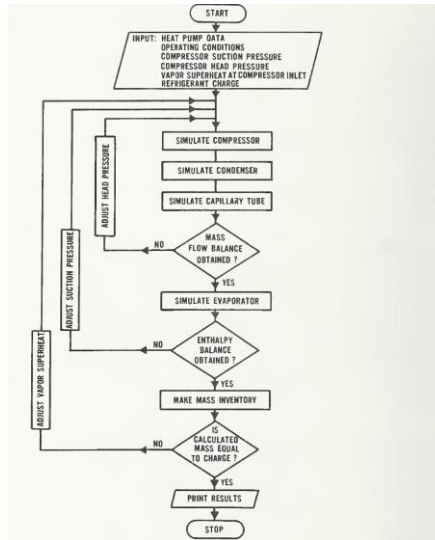 START
INPUT: HEAT PUMP DATA
OPERATING CONDITIONS
COMPRESSOR SUCTION PRESSURE
COMPRESSOR HEAD PRESSURE
VAPOR SUPERHEAT AT COMPRESSOR INLET
REFRIGERANT CHARGE
SIMULATE COMPRESSOR
SIMULATE CONDENSER
SIMULATE CAPILLARY TUBE
ADJUST HEAD PRESSURE
MASS
FLOW BALANCE
OBTAINED ?
NO
YES
SIMULATE EVAPORATOR
ADJUST SUCTION PRESSURE
ENTHALPY
BALANCE
OBTAINED ?
NO
YES
MAKE MASS INVENTORY
ADJUST VAPOR SUPERHEAT
IS
CALCULATED
MASS EQUAL
TO CHARGE ?
NO
YES
PRINT RESULTS
STOP